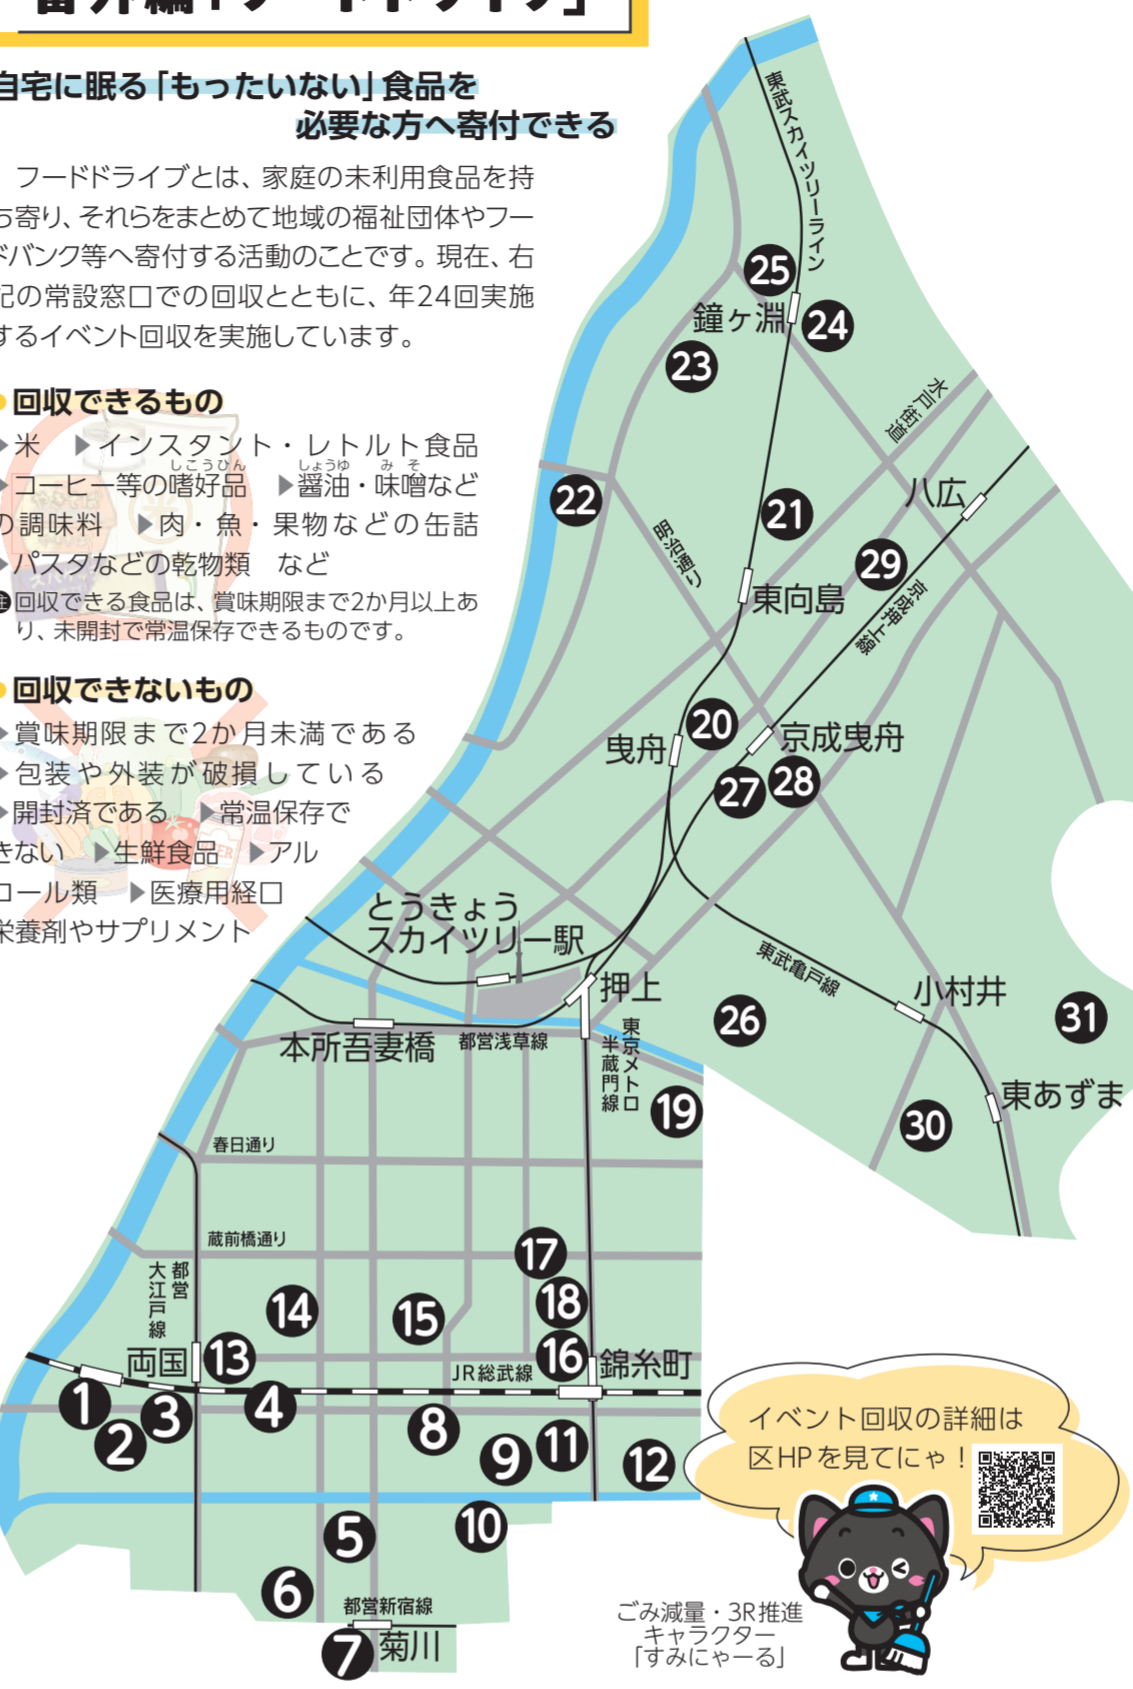 番外編「フードドライブ」
自宅に眠る「もったいない」食品を
必要な方へ寄付できる
フードドライブとは、家庭の未利用食品を持
ち寄り、それらをまとめて地域の福祉団体やフー
ドバンク等へ寄付する活動のことです。現在、右
記の常設窓口での回収とともに、年24回実施
するイベント回収を実施しています。
回収できるもの
▶米 ▶インスタント・レトルト食品
▶コーヒー等の嗜好品 ▶醤油・味噌など
しこうひん しょうゆ みそ
の調味料 ▶肉・魚・果物などの缶詰
▶パスタなどの乾物類 など
注 回収できる食品は、賞味期限まで2か月以上あ
り、未開封で常温保存できるものです。
回収できないもの
▶賞味期限まで2か月未満である
▶包装や外装が破損している
▶開封済である ▶常温保存で
きない ▶生鮮食品 ▶アル
コール類 ▶医療用経口
栄養剤やサプリメント
東武スカイツリーライン
25
鐘ヶ淵
24
23
水戸街道
八広
22
21
明治通り
29
東向島
京成押上線
20
曳舟
京成曳舟
27
28
とうきょう
スカイツリー駅
東武亀戸線
押上
小村井
26
31
本所吾妻橋
都営浅草線
東京メトロ
半蔵門線
東あずま
19
30
春日通り
蔵前橋通り
17
都営
大江戸線
14
15
18
両国
13
JR総武線
16
錦糸町
1
2
3
4
8
9
11
12
5
10
6
都営新宿線
7
菊川
イベント回収の詳細は
区HPを見てにゃ！
ごみ減量・3R推進
キャラクター
「すみにゃーる」